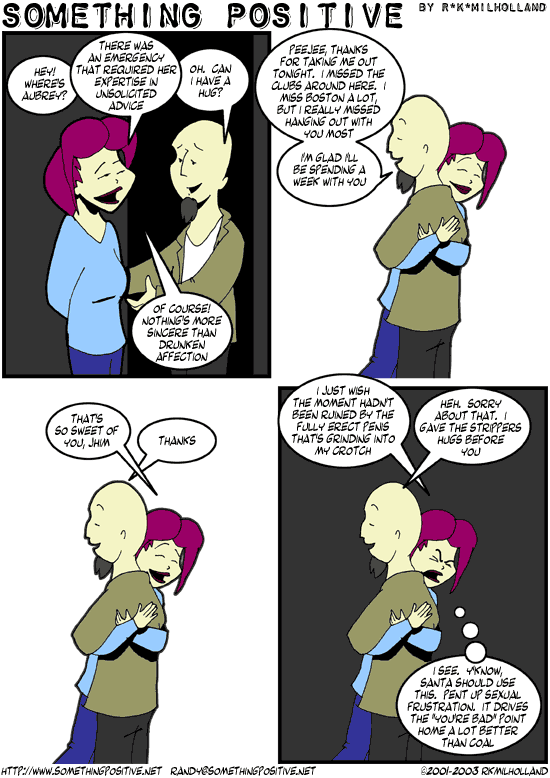 SOMETHING POSITIVE BY R*K*MILHOLLAND
HEY!
WHERE'S
AUBREY?
THERE WAS
AN EMERGENCY
THAT REQUIRED HER
EXPERTISE IN
UNSOLICITED
ADVICE
OH. CAN
I HAVE A
HUG?
OF COURSE!
NOTHING'S MORE
SINCERE THAN
DRUNKEN
AFFECTION
PEEJEE, THANKS
FOR TAKING ME OUT
TONIGHT. I MISSED THE
CLUBS AROUND HERE. I
MISS BOSTON A LOT,
BUT I REALLY MISSED
HANGING OUT WITH
YOU MOST
I'M GLAD I'LL
BE SPENDING A
WEEK WITH YOU
THAT'S
SO SWEET OF
YOU, JHIM
THANKS
I JUST WISH
THE MOMENT HADN'T
BEEN RUINED BY THE
FULLY ERECT PENIS
THAT'S GRINDING INTO
MY CROTCH
HEH. SORRY
ABOUT THAT. I
GAVE THE STRIPPERS
HUGS BEFORE
YOU
I SEE. Y'KNOW,
SANTA SHOULD USE
THIS. PENT UP SEXUAL
FRUSTRATION. IT DRIVES
THE "YOU'RE BAD" POINT
HOME A LOT BETTER
THAN COAL
HTTP://WWW.SOMETHINGPOSITIVE.NET RANDY@SOMETHINGPOSITIVE.NET ©2001-2003 RKMILHOLLAND